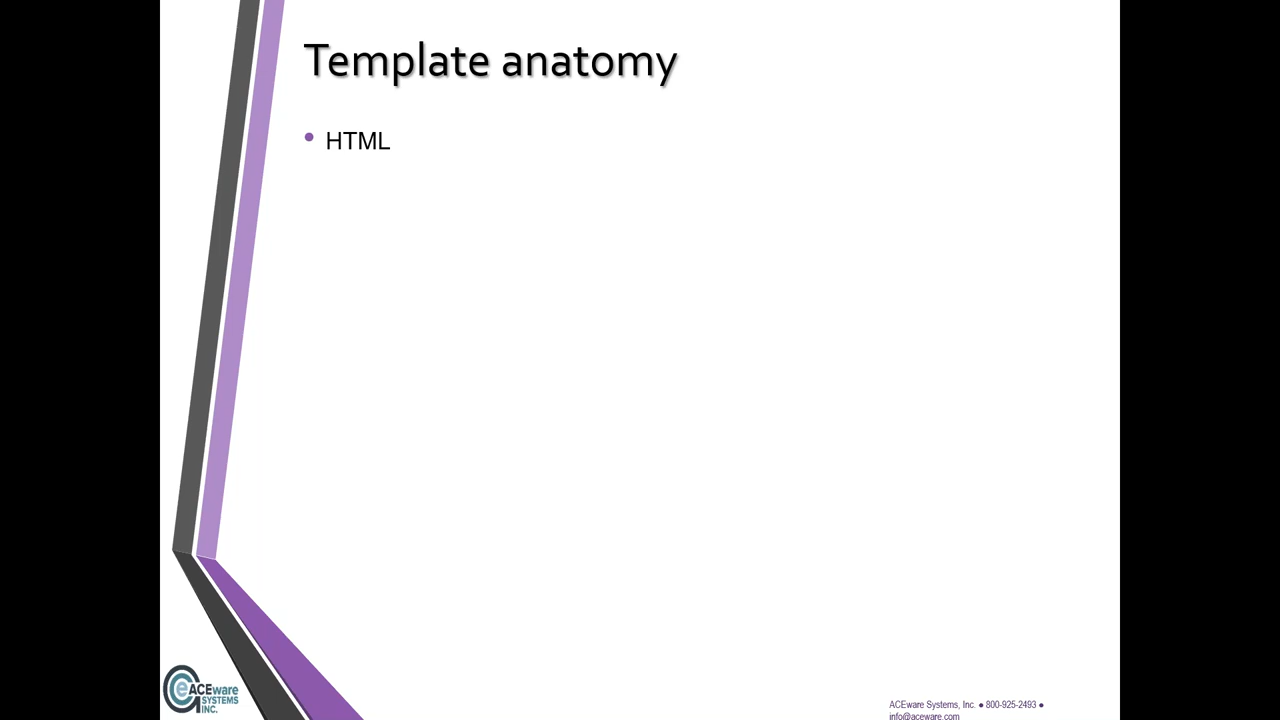 Template anatomy
• HTML
ACEware
SYSTEMS
INC.
ACEware Systems, Inc. ● 800-925-2493 ●
info@aceware.com